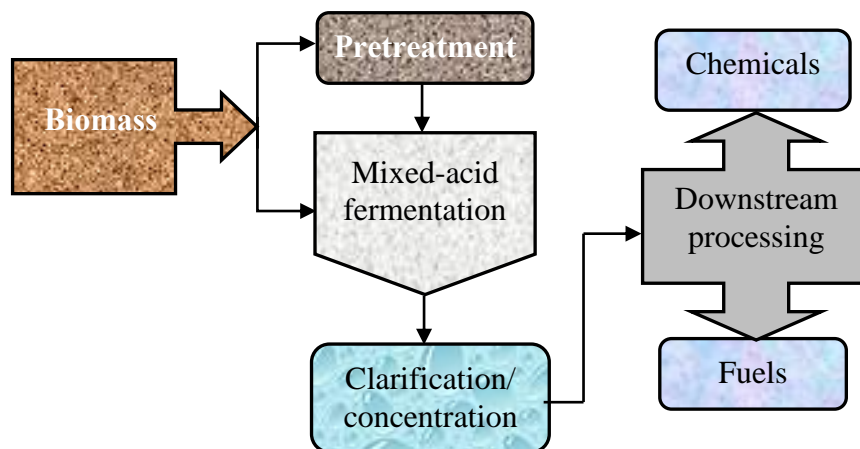 Biomass
Pretreatment
Mixed-acid
fermentation
Clarification/
concentration
Downstream
processing
Chemicals
Fuels